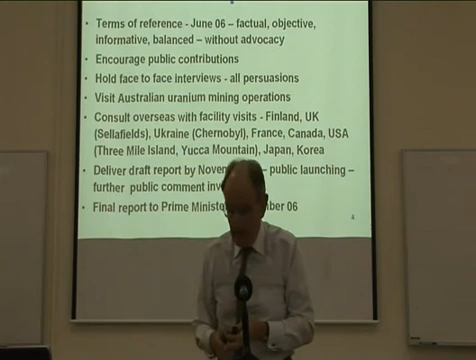 Terms of reference - June 06 – factual, objective,
informative, balanced – without advocacy
Encourage public contributions
Hold face to face interviews - all persuasions
Visit Australian uranium mining operations
Consult overseas with facility visits - Finland, UK
(Sellafields), Ukraine (Chernobyl), France, Canada, USA
(Three Mile Island, Yucca Mountain), Japan, Korea
Deliver draft report by – public launching –
further public comment
Final report to Prime 06
4